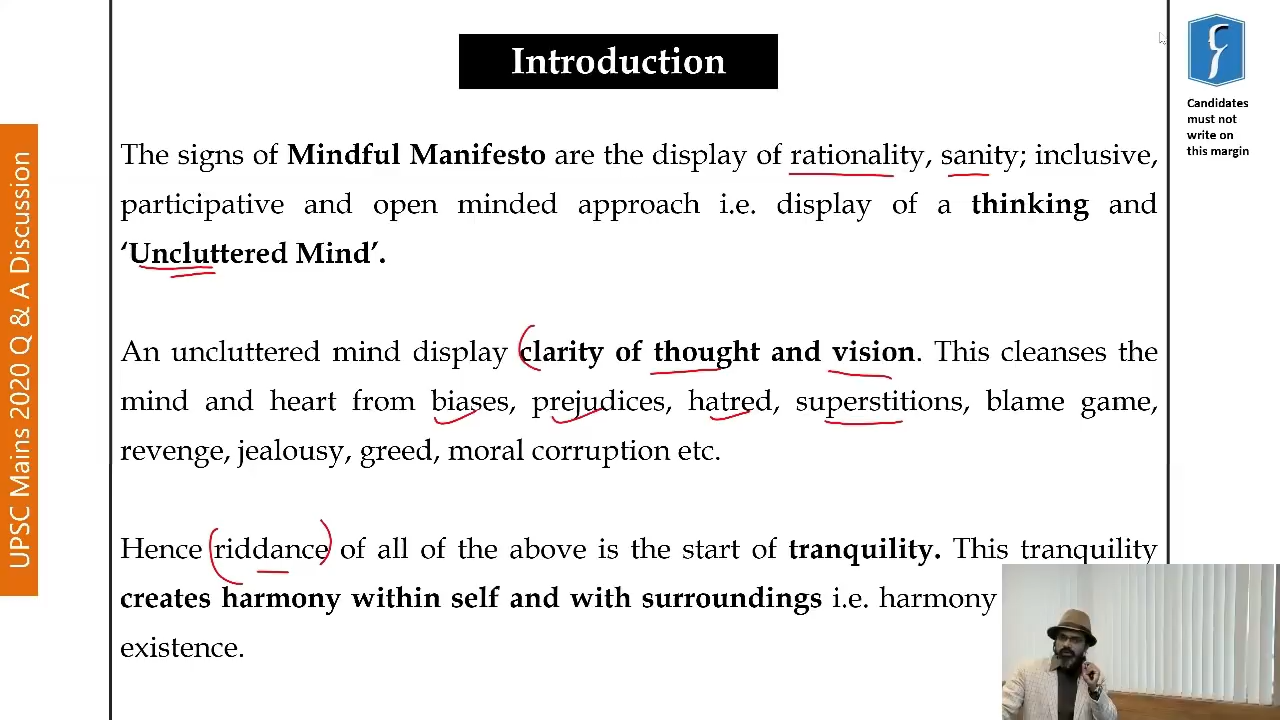 Introduction
Candidates
must not
write on
this margin
UPSC Mains 2020 Q & A Discussion
The signs of Mindful Manifesto are the display of rationality, sanity; inclusive,
participative and open minded approach i.e. display of a thinking and
‘Uncluttered Mind’.
An uncluttered mind display clarity of thought and vision. This cleanses the
mind and heart from biases, prejudices, hatred, superstitions, blame game,
revenge, jealousy, greed, moral corruption etc.
Hence riddance of all of the above is the start of tranquility. This tranquility
creates harmony within self and with surroundings i.e. harmony
existence.